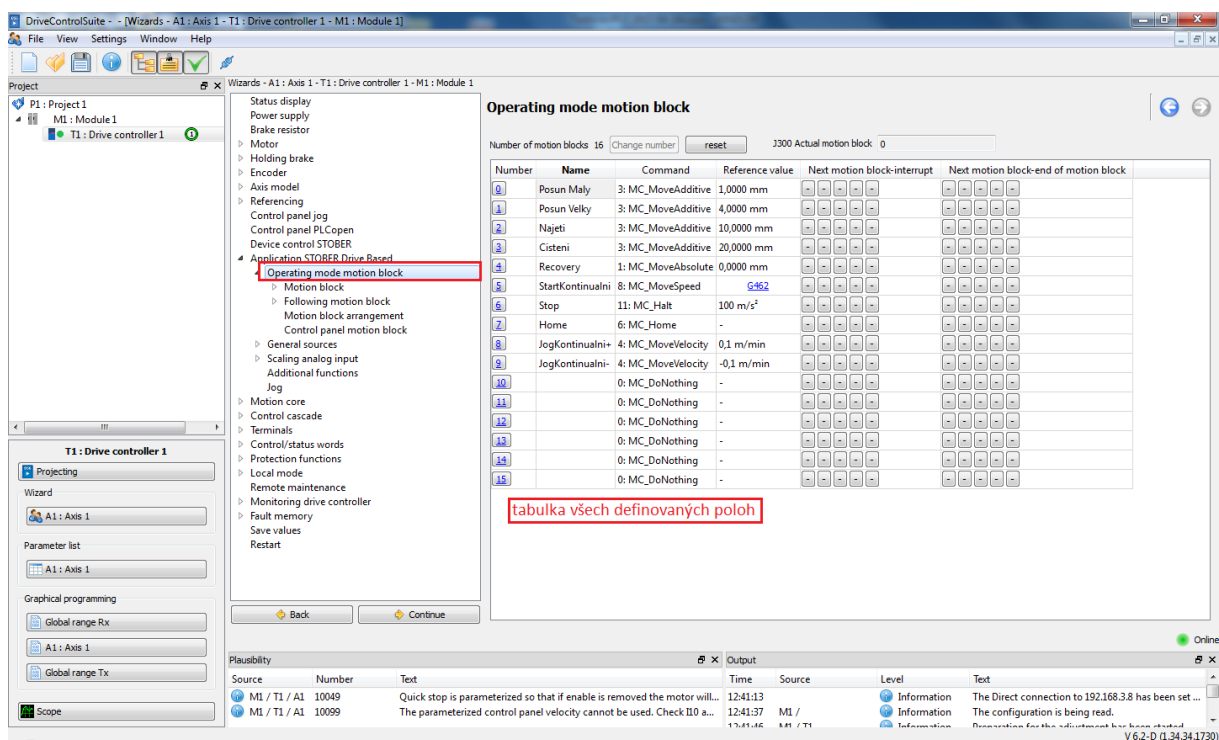 DriveControlSuite - - [Wizards - A1 : Axis 1 - T1 : Drive controller 1 - M1 : Module 1]
File View Settings Window Help
Project
P1 : Project 1
M1 : Module 1
T1 : Drive controller 1
T1 : Drive controller 1
Projecting
Wizard
A1 : Axis 1
Parameter list
A1 : Axis 1
Graphical programming
Global range Rx
A1 : Axis 1
Global range Tx
Scope
Wizards - A1 : Axis 1 - T1 : Drive controller 1 - M1 : Module 1
Status display
Power supply
Brake resistor
Motor
Holding brake
Encoder
Axis model
Referencing
Control panel jog
Control panel PLCopen
Device control STOBER
Application STOBER Drive Based
Operating mode motion block
Motion block
Following motion block
Motion block arrangement
Control panel motion block
General sources
Scaling analog input
Additional functions
Jog
Motion core
Control cascade
Terminals
Control/status words
Protection functions
Local mode
Remote maintenance
Monitoring drive controller
Fault memory
Save values
Restart
Back Continue
Operating mode motion block
Number of motion blocks 16 Change number reset J300 Actual motion block 0
Number Name Command Reference value Next motion block-interrupt Next motion block-end of motion block
0 Posun Maly 3: MC_MoveAdditive 1,0000 mm - - - - - - - - - -
1 Posun Velky 3: MC_MoveAdditive 4,0000 mm - - - - - - - - - -
2 Najeti 3: MC_MoveAdditive 10,0000 mm - - - - - - - - - -
3 Cisteni 3: MC_MoveAdditive 20,0000 mm - - - - - - - - - -
4 Recovery 1: MC_MoveAbsolute 0,0000 mm - - - - - - - - - -
5 StartKontinualni 8: MC_MoveSpeed G462 - - - - - - - - - -
6 Stop 11: MC_Halt 100 m/s² - - - - - - - - - -
7 Home 6: MC_Home - - - - - - - - - - -
8 JogKontinualni+ 4: MC_MoveVelocity 0,1 m/min - - - - - - - - - -
9 JogKontinualni- 4: MC_MoveVelocity -0,1 m/min - - - - - - - - - -
10 0: MC_DoNothing - - - - - - - - - - -
11 0: MC_DoNothing - - - - - - - - - - -
12 0: MC_DoNothing - - - - - - - - - - -
13 0: MC_DoNothing - - - - - - - - - - -
14 0: MC_DoNothing - - - - - - - - - - -
15 0: MC_DoNothing - - - - - - - - - - -
tabulka všech definovaných poloh
Online
Plausibility
Source Number Text
M1 / T1 / A1 10049 Quick stop is parameterized so that if enable is removed the motor will...
M1 / T1 / A1 10099 The parameterized control panel velocity cannot be used. Check I10 a...
Output
Time Source Level Text
12:41:13 Information The Direct connection to 192.168.3.8 has been set ...
12:41:37 M1 / Information The configuration is being read.
12:41:46 M1 / T1 Information Preparation for the adjustment has been started
V 6.2-D (1.34.34.1730)